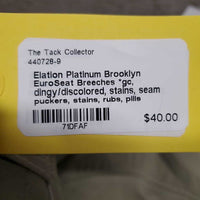 The Tack Collector
440728-9
Elation Platinum Brooklyn
EuroSeat Breeches *gc,
dingy/discolored, stains, seam
puckers, stains, rubs, pills
71DFAF
$40.00